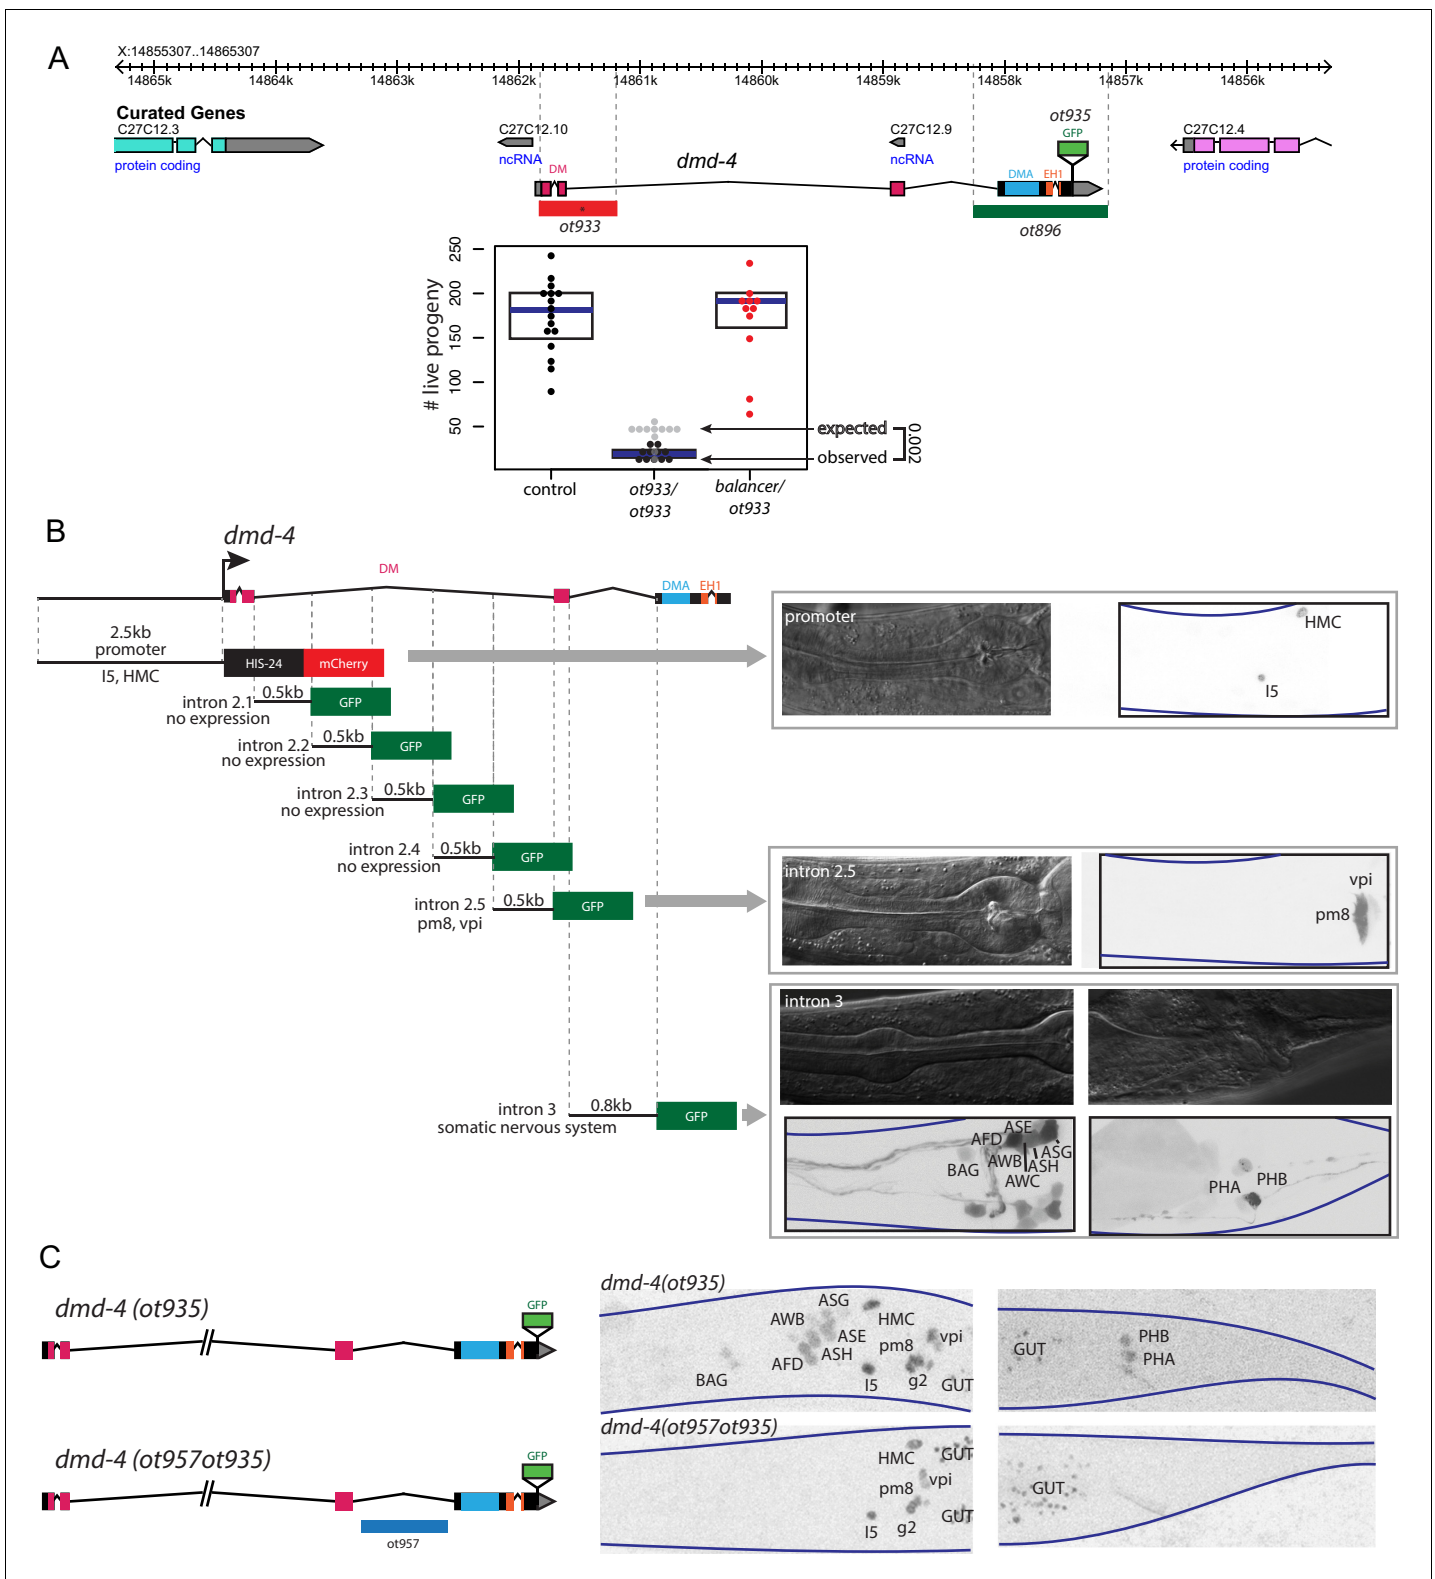 A
X:14855307..14865307
14865k 14864k 14863k 14862k 14861k 14860k 14859k 14858k 14857k 14856k
Curated Genes
C27C12.3
protein coding
C27C12.10
ncRNA
DM
dmd-4
C27C12.9
ncRNA
DMA
EH1
ot935
GFP
C27C12.4
protein coding
ot933
ot896
# live progeny
250
200
150
100
50
expected
observed
0.002
control
ot933/
ot933
balancer/
ot933
B
dmd-4
DM
DMA
EH1
2.5kb
promoter
I5, HMC
HIS-24
mCherry
intron 2.1
no expression
0.5kb
GFP
intron 2.2
no expression
0.5kb
GFP
intron 2.3
no expression
0.5kb
GFP
intron 2.4
no expression
0.5kb
GFP
intron 2.5
pm8, vpi
0.5kb
GFP
intron 3
somatic nervous system
0.8kb
GFP
promoter
HMC
I5
intron 2.5
vpi
pm8
intron 3
ASE
AFD
ASG
BAG
AWB
ASH
AWC
PHA
PHB
C
dmd-4 (ot935)
GFP
dmd-4(ot935)
ASG
AWB
HMC
ASE
vpi
pm8
ASH
AFD
BAG
I5
g2
GUT
GUT
PHB
PHA
dmd-4 (ot957ot935)
GFP
ot957
dmd-4(ot957ot935)
HMC
GUT
vpi
pm8
I5
g2
GUT
GUT